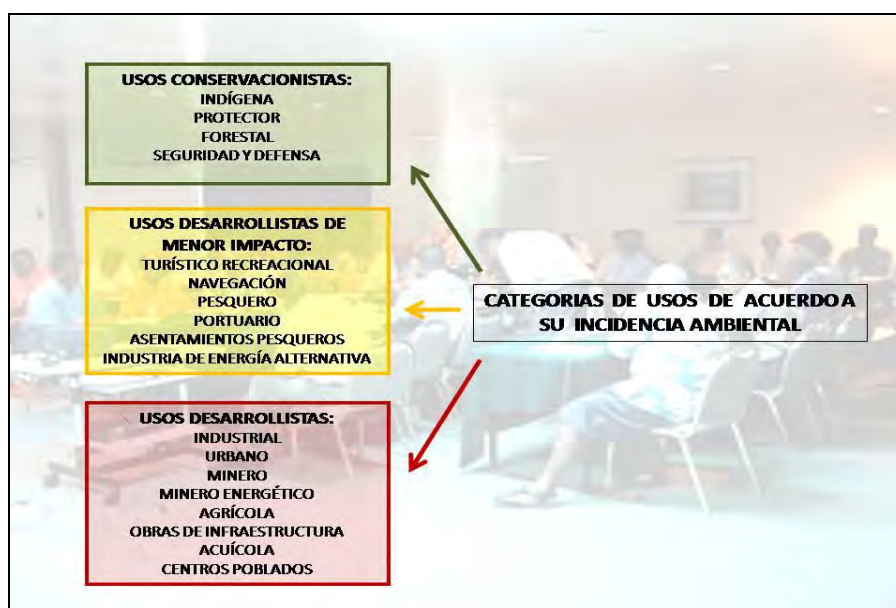 USOS CONSERVACIONISTAS:
INDÍGENA
PROTECTOR
FORESTAL
SEGURIDAD Y DEFENSA
USOS DESARROLLISTAS DE
MENOR IMPACTO:
TURÍSTICO RECREACIONAL
NAVEGACIÓN
PESQUERO
PORTUARIO
ASENTAMIENTOS PESQUEROS
INDUSTRIA DE ENERGÍA ALTERNATIVA
CATEGORIAS DE USOS DE ACUERDO A
SU INCIDENCIA AMBIENTAL
USOS DESARROLLISTAS:
INDUSTRIAL
URBANO
MINERO
MINERO ENERGÉTICO
AGRÍCOLA
OBRAS DE INFRAESTRUCTURA
ACUÍCOLA
CENTROS POBLADOS